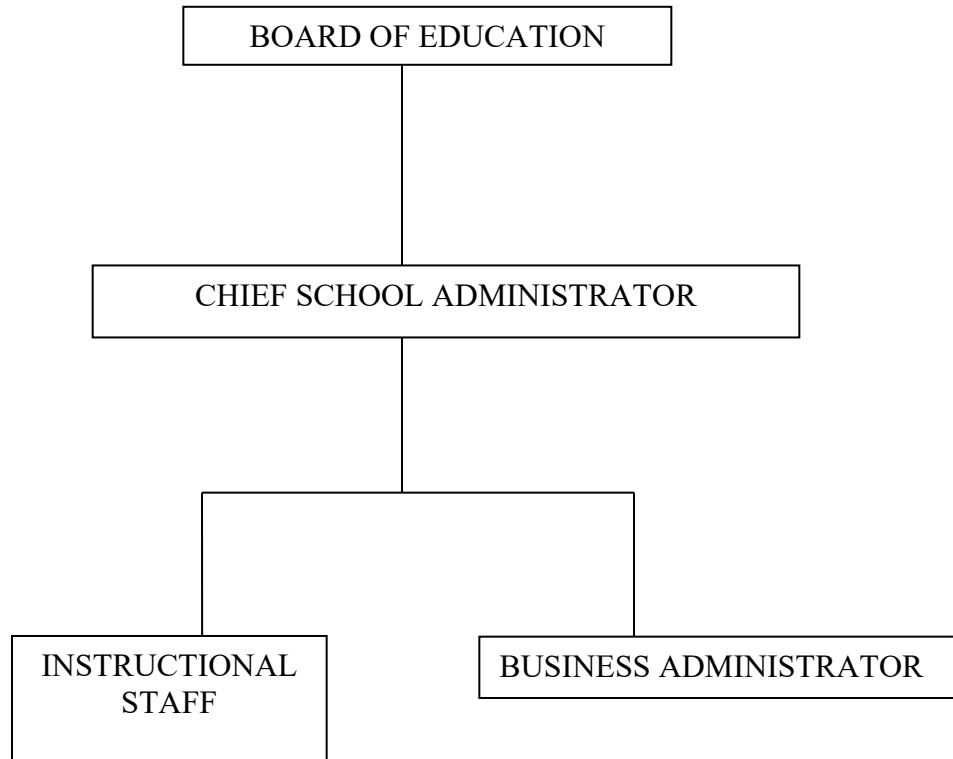 BOARD OF EDUCATION
CHIEF SCHOOL ADMINISTRATOR
INSTRUCTIONAL
STAFF
BUSINESS ADMINISTRATOR